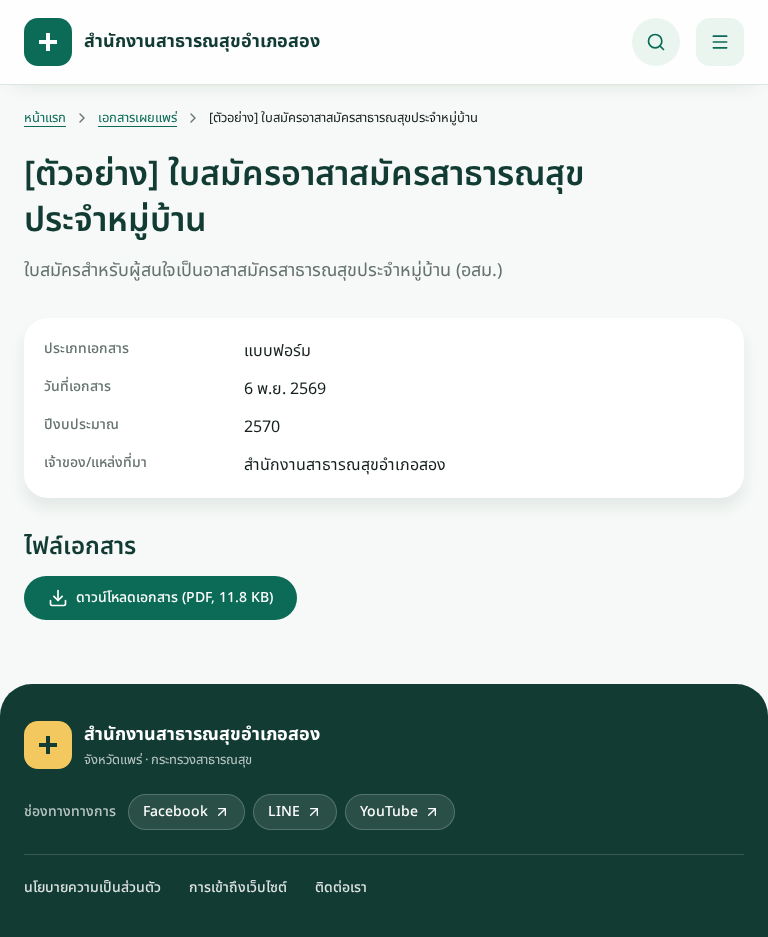 สำนักงานสาธารณสุขอำเภอสอง
หน้าแรก
เอกสารเผยแพร่
[ตัวอย่าง] ใบสมัครอาสาสมัครสาธารณสุขประจำหมู่บ้าน
[ตัวอย่าง] ใบสมัครอาสาสมัครสาธารณสุข
ประจำหมู่บ้าน
ใบสมัครสำหรับผู้สนใจเป็นอาสาสมัครสาธารณสุขประจำหมู่บ้าน (อสม.)
ประเภทเอกสาร แบบฟอร์ม
วันที่เอกสาร 6 พ.ย. 2569
ปีงบประมาณ 2570
เจ้าของ/แหล่งที่มา สำนักงานสาธารณสุขอำเภอสอง
ไฟล์เอกสาร
ดาวน์โหลดเอกสาร (PDF, 11.8 KB)
สำนักงานสาธารณสุขอำเภอสอง
จังหวัดแพร่ · กระทรวงสาธารณสุข
ช่องทางทางการ Facebook LINE YouTube
นโยบายความเป็นส่วนตัว การเข้าถึงเว็บไซต์ ติดต่อเรา